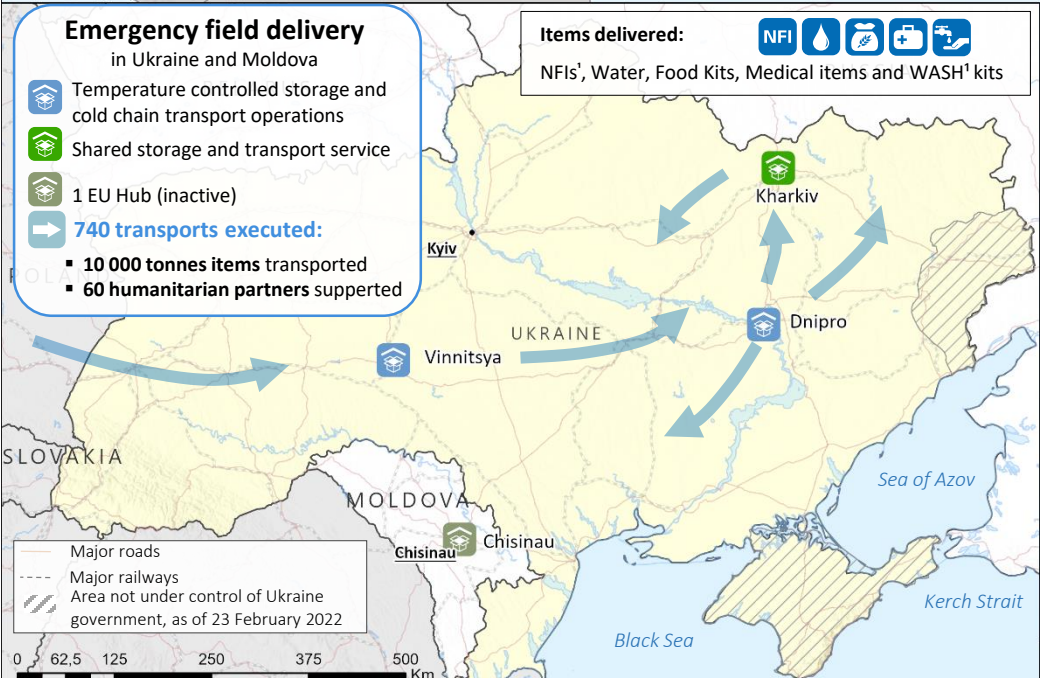 Emergency field delivery
in Ukraine and Moldova
Temperature controlled storage and
cold chain transport operations
Shared storage and transport service
1 EU Hub (inactive)
740 transports executed:
▪ 10 000 tonnes items transported
▪ 60 humanitarian partners supported
Items delivered:
NFI
NFIs¹, Water, Food Kits, Medical items and WASH¹ kits
POLAND
Kharkiv
Kyiv
UKRAINE
Dnipro
Vinnitsya
SLOVAKIA
MOLDOVA
Sea of Azov
Chisinau
Chisinau
Major roads
Major railways
Area not under control of Ukraine
government, as of 23 February 2022
Kerch Strait
Black Sea
0 62,5 125 250 375 500
Km